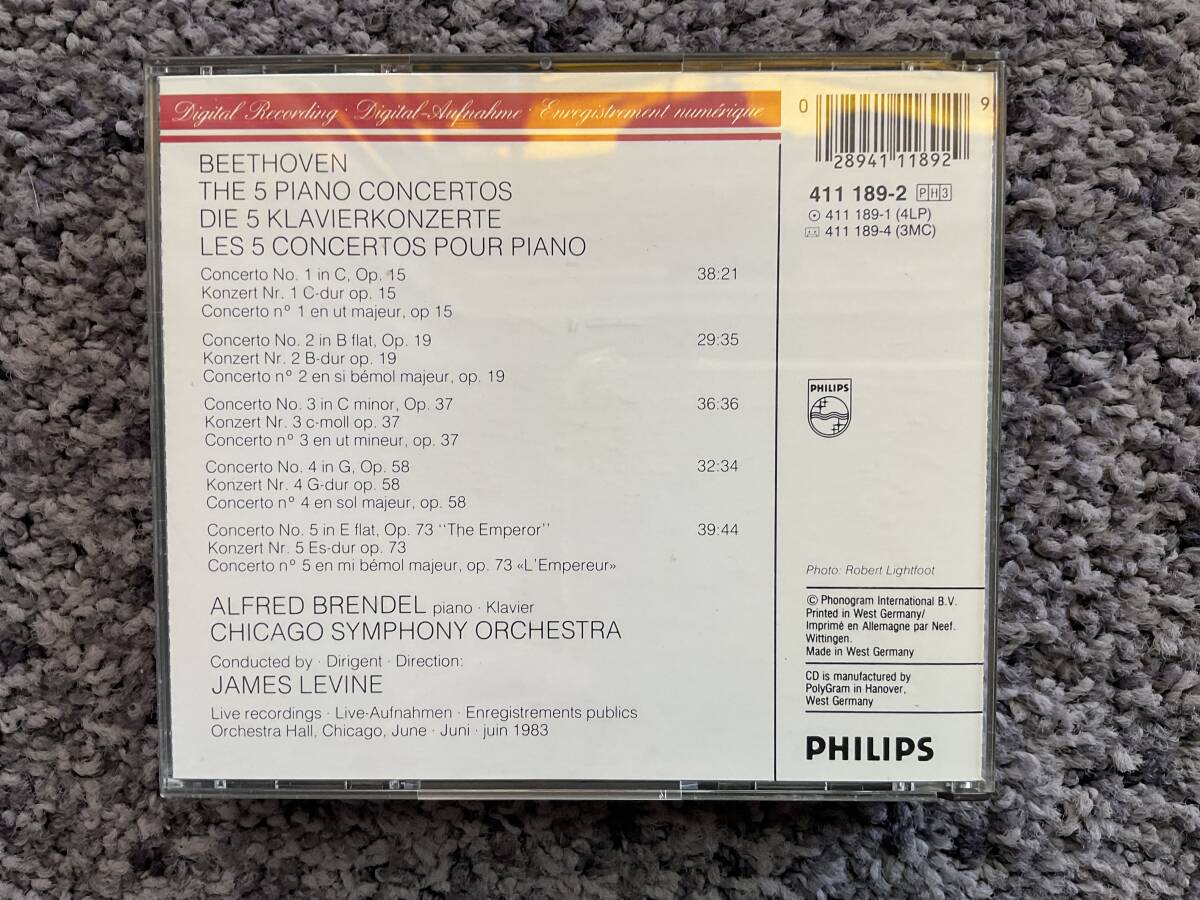 Digital Recording · Digital-Aufnahme · Enregistrement numérique
BEETHOVEN
THE 5 PIANO CONCERTOS
DIE 5 KLAVIERKONZERTE
LES 5 CONCERTOS POUR PIANO
Concerto No. 1 in C, Op. 15 38:21
Konzert Nr. 1 C-dur op. 15
Concerto n° 1 en ut majeur, op 15
Concerto No. 2 in B flat, Op. 19 29:35
Konzert Nr. 2 B-dur op. 19
Concerto n° 2 en si bémol majeur, op. 19
Concerto No. 3 in C minor, Op. 37 36:36
Konzert Nr. 3 c-moll op. 37
Concerto n° 3 en ut mineur, op. 37
Concerto No. 4 in G, Op. 58 32:34
Konzert Nr. 4 G-dur op. 58
Concerto n° 4 en sol majeur, op. 58
Concerto No. 5 in E flat, Op. 73 "The Emperor" 39:44
Konzert Nr. 5 Es-dur op. 73
Concerto n° 5 en mi bémol majeur, op. 73 «L'Empereur»
ALFRED BRENDEL piano · Klavier
CHICAGO SYMPHONY ORCHESTRA
Conducted by · Dirigent · Direction:
JAMES LEVINE
Live recordings · Live-Aufnahmen · Enregistrements publics
Orchestra Hall, Chicago, June · Juni · juin 1983
0 28941 11892 9
411 189-2 PH3
411 189-1 (4LP)
411 189-4 (3MC)
PHILIPS
Photo: Robert Lightfoot
© Phonogram International B.V.
Printed in West Germany/
Imprimé en Allemagne par Neef.
Wittingen.
Made in West Germany
CD is manufactured by
PolyGram in Hanover,
West Germany
PHILIPS